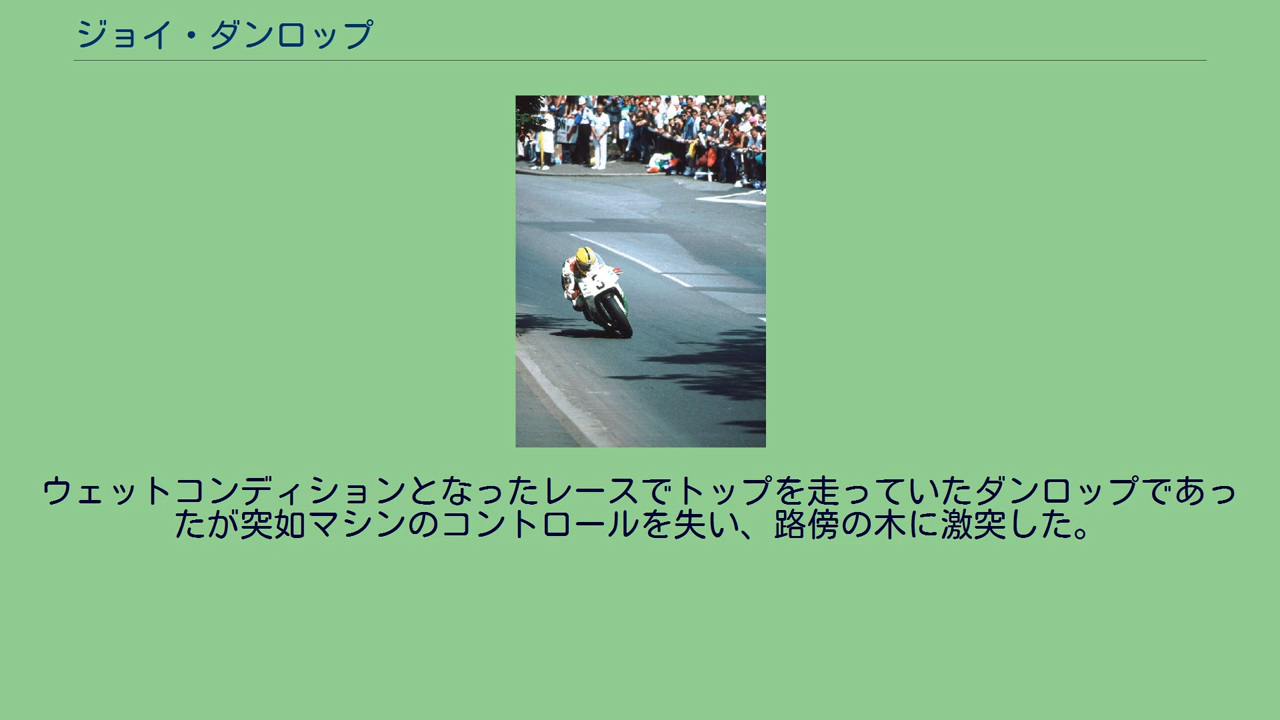 ジョイ・ダンロップ
ウェットコンディションとなったレースでトップを走っていたダンロップであっ
たが突如マシンのコントロールを失い、路傍の木に激突した。